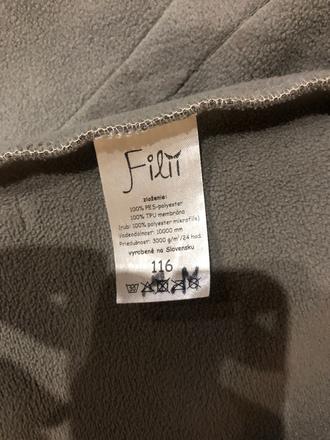 Filii
zloženie:
100% PES-polyester
100% TPU membrána
(rub: 100% polyester mikrofils)
Vodeodolnosť: 10000 mm
Priedušnosť: 3000 g/m²/24 hod.
vyrobené na Slovensku
116